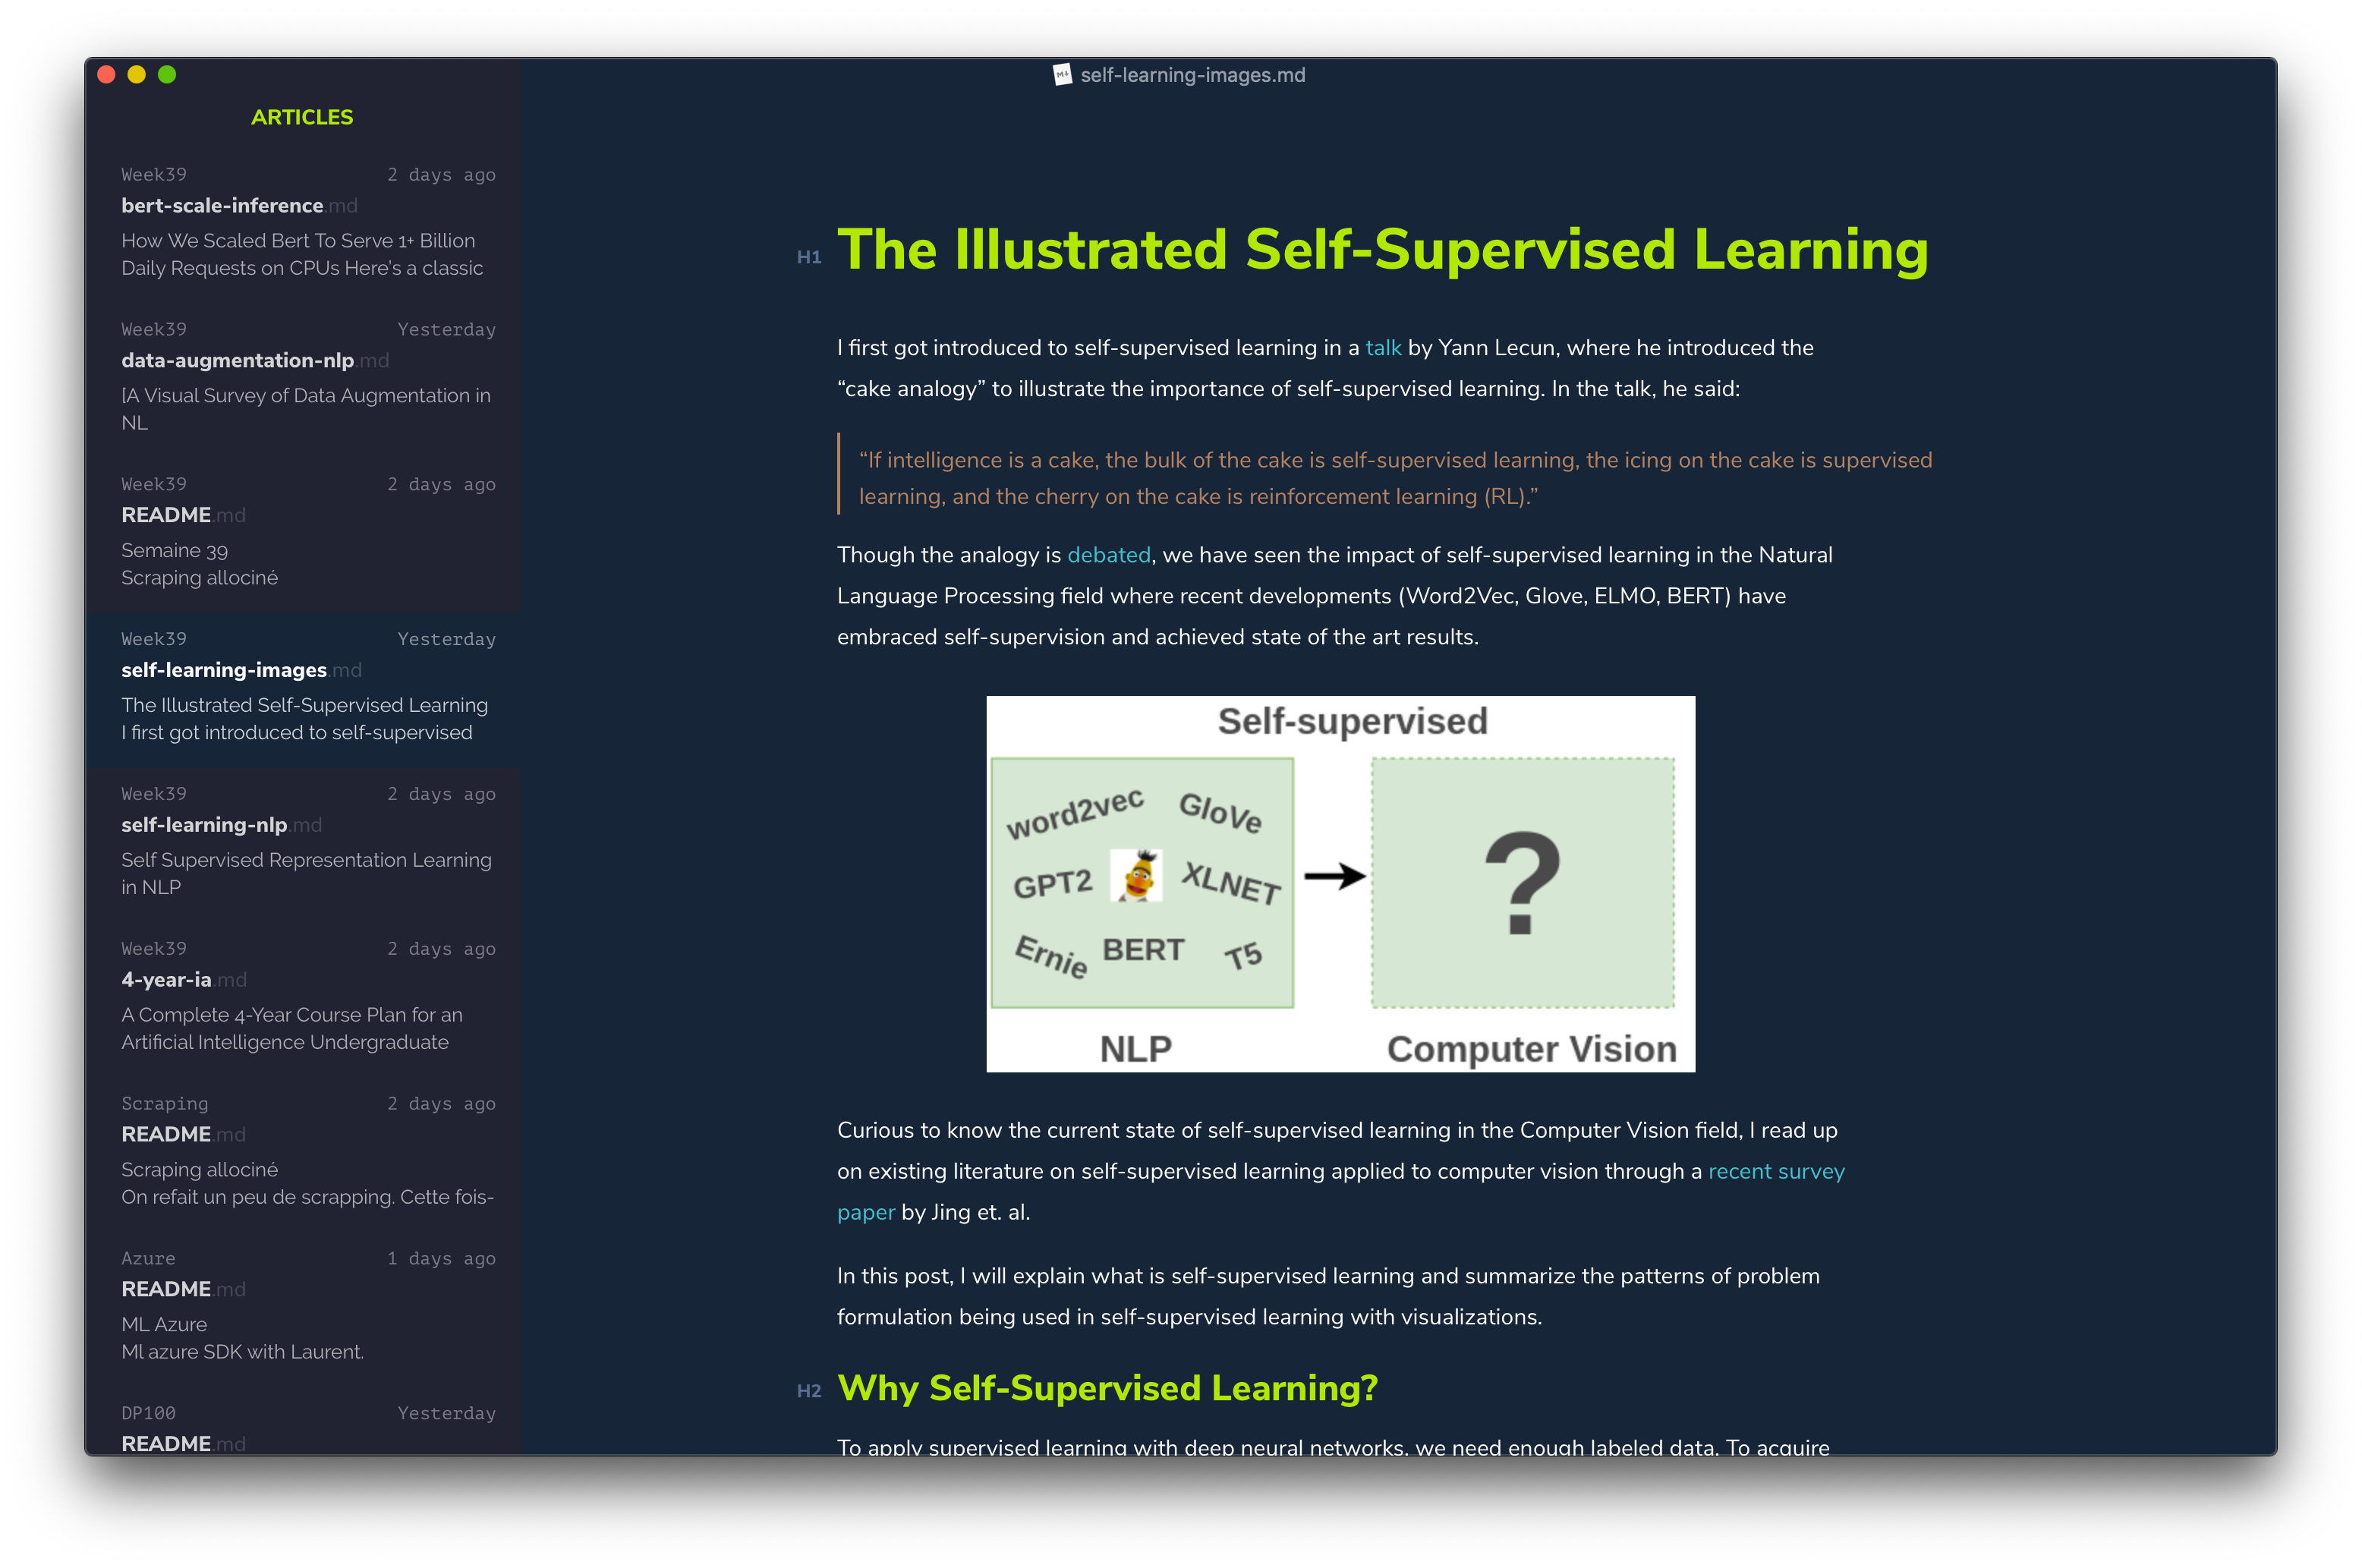 self-learning-images.md
ARTICLES
Week39 2 days ago
bert-scale-inference.md
How We Scaled Bert To Serve 1+ Billion
Daily Requests on CPUs Here's a classic
Week39 Yesterday
data-augmentation-nlp.md
[A Visual Survey of Data Augmentation in
NL
Week39 2 days ago
README.md
Semaine 39
Scraping allociné
Week39 Yesterday
self-learning-images.md
The Illustrated Self-Supervised Learning
I first got introduced to self-supervised
Week39 2 days ago
self-learning-nlp.md
Self Supervised Representation Learning
in NLP
Week39 2 days ago
4-year-ia.md
A Complete 4-Year Course Plan for an
Artificial Intelligence Undergraduate
Scraping 2 days ago
README.md
Scraping allociné
On refait un peu de scrapping. Cette fois-
Azure 1 days ago
README.md
ML Azure
Ml azure SDK with Laurent.
DP100 Yesterday
README.md
H1 The Illustrated Self-Supervised Learning
I first got introduced to self-supervised learning in a talk by Yann Lecun, where he introduced the
“cake analogy” to illustrate the importance of self-supervised learning. In the talk, he said:
“If intelligence is a cake, the bulk of the cake is self-supervised learning, the icing on the cake is supervised
learning, and the cherry on the cake is reinforcement learning (RL).”
Though the analogy is debated, we have seen the impact of self-supervised learning in the Natural
Language Processing field where recent developments (Word2Vec, Glove, ELMO, BERT) have
embraced self-supervision and achieved state of the art results.
Self-supervised
word2vec GloVe
GPT2 XLNET
Ernie BERT T5
?
NLP Computer Vision
Curious to know the current state of self-supervised learning in the Computer Vision field, I read up
on existing literature on self-supervised learning applied to computer vision through a recent survey
paper by Jing et. al.
In this post, I will explain what is self-supervised learning and summarize the patterns of problem
formulation being used in self-supervised learning with visualizations.
H2 Why Self-Supervised Learning?
To apply supervised learning with deep neural networks, we need enough labeled data. To acquire